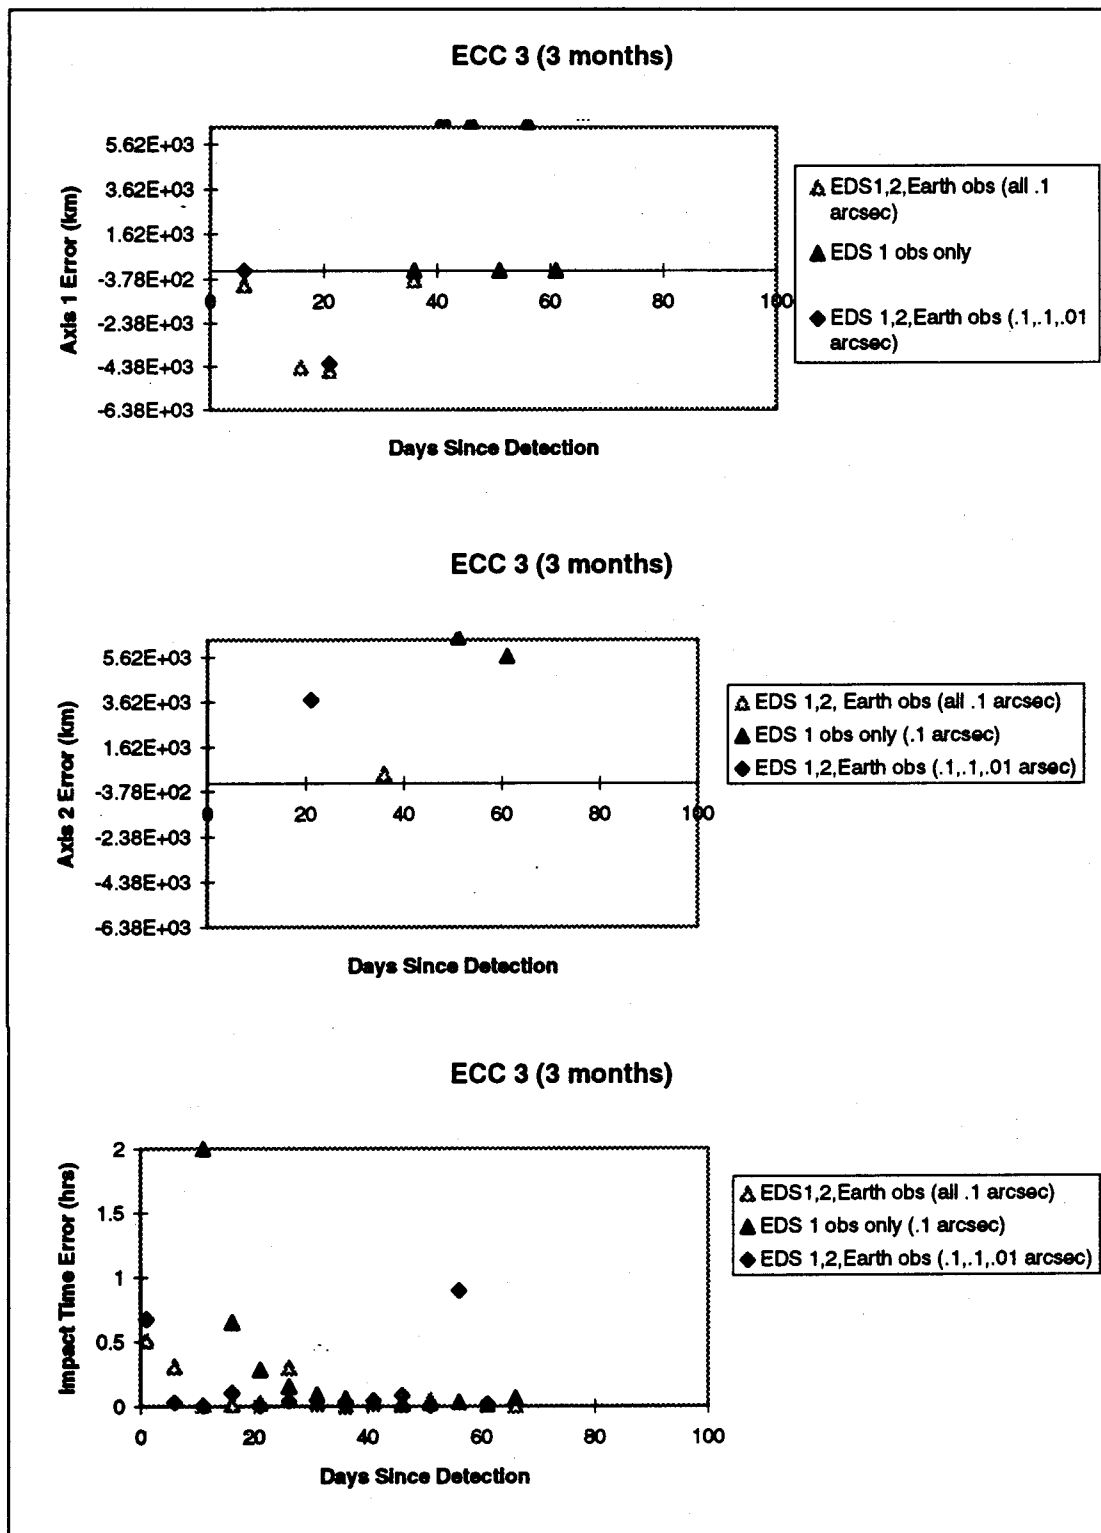 ECC 3 (3 months)
5.62E+03
3.62E+03
1.62E+03
-3.78E+02
-2.38E+03
-4.38E+03
-6.38E+03
Axis 1 Error (km)
0 20 40 60 80 100
Days Since Detection
EDS1,2,Earth obs (all .1
arcsec)
EDS 1 obs only
EDS 1,2,Earth obs (.1,.1,.01
arcsec)
ECC 3 (3 months)
5.62E+03
3.62E+03
1.62E+03
-3.78E+02
-2.38E+03
-4.38E+03
-6.38E+03
Axis 2 Error (km)
0 20 40 60 80 100
Days Since Detection
EDS 1,2, Earth obs (all .1 arcsec)
EDS 1 obs only (.1 arcsec)
EDS 1,2,Earth obs (.1,.1,.01 arsec)
ECC 3 (3 months)
2
1.5
1
0.5
0
Impact Time Error (hrs)
0 20 40 60 80 100
Days Since Detection
EDS1,2,Earth obs (all .1 arcsec)
EDS 1 obs only (.1 arcsec)
EDS 1,2,Earth obs (.1,.1,.01 arcsec)